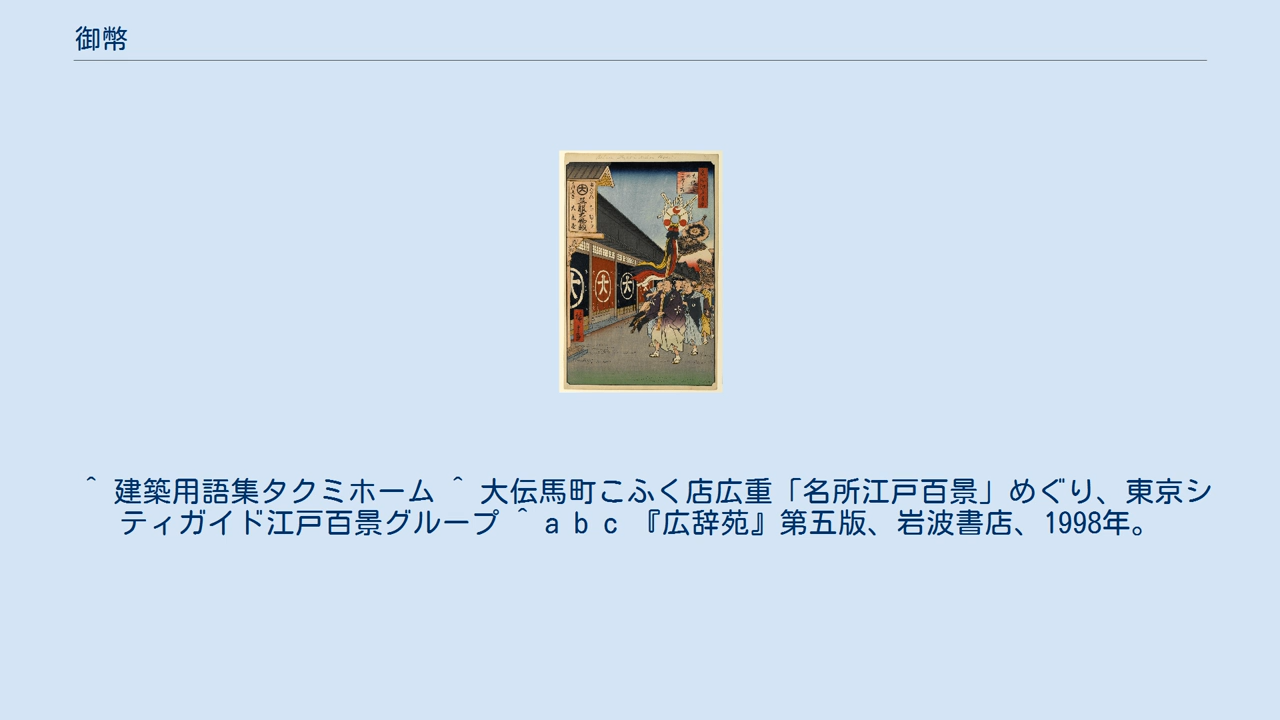 御幣
大
大
大
^ 建築用語集タクミホーム ^ 大伝馬町こふく店広重「名所江戸百景」めぐり、東京シ
ティガイド江戸百景グループ ^ a b c 『広辞苑』第五版、岩波書店、1998年。